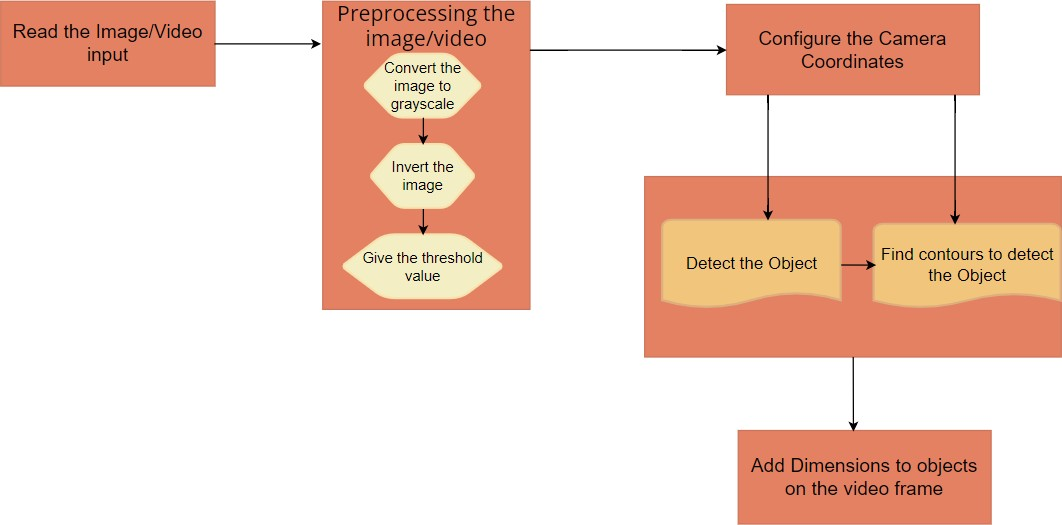 Read the Image/Video
input
Preprocessing the
image/video
Convert the
image to
grayscale
Invert the
image
Give the threshold
value
Configure the Camera
Coordinates
Detect the Object
Find contours to detect
the Object
Add Dimensions to objects
on the video frame